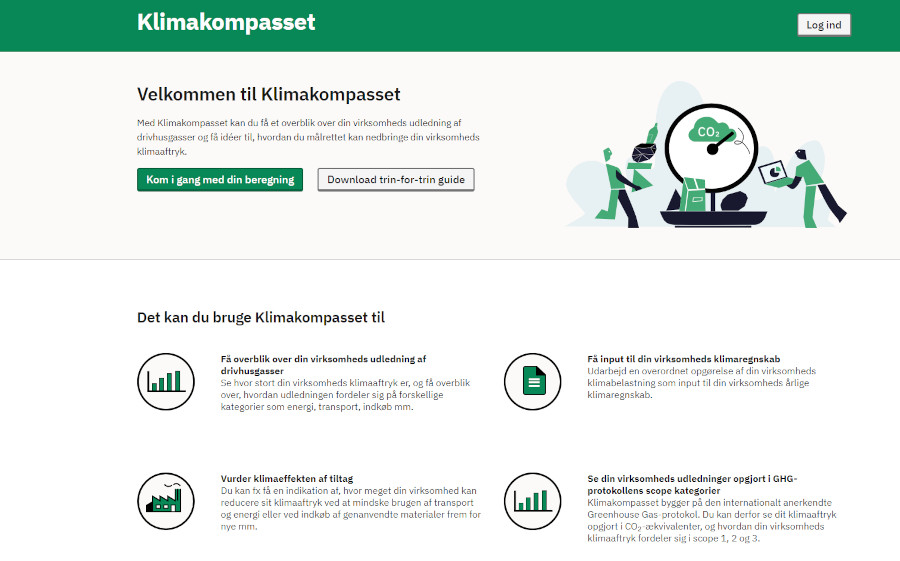 Klimakompasset
Log ind
Velkommen til Klimakompasset
Med Klimakompasset kan du få et overblik over din virksomheds udledning af
drivhusgasser og få idéer til, hvordan du målrettet kan nedbringe din virksomheds
klimaaftryk.
Kom i gang med din beregning
Download trin-for-trin guide
CO₂
Det kan du bruge Klimakompasset til
Få overblik over din virksomheds udledning af
drivhusgasser
Se hvor stort din virksomheds klimaaftryk er, og få overblik
over, hvordan udledningen fordeler sig på forskellige
kategorier som energi, transport, indkøb mm.
Få input til din virksomheds klimaregnskab
Udarbejd en overordnet opgørelse af din virksomheds
klimabelastning som input til din virksomheds årlige
klimaregnskab.
Vurder klimaeffekten af tiltag
Du kan fx få en indikation af, hvor meget din virksomhed kan
reducere sit klimaaftryk ved at mindske brugen af transport
og energi eller ved indkøb af genanvendte materialer frem for
nye mm.
Se din virksomheds udledninger opgjort i GHG-
protokollens scope kategorier
Klimakompasset bygger på den internationalt anerkendte
Greenhouse Gas-protokol. Du kan derfor se dit klimaaftryk
opgjort i CO₂-ækvivalenter, og hvordan din virksomheds
klimaaftryk fordeler sig i scope 1, 2 og 3.